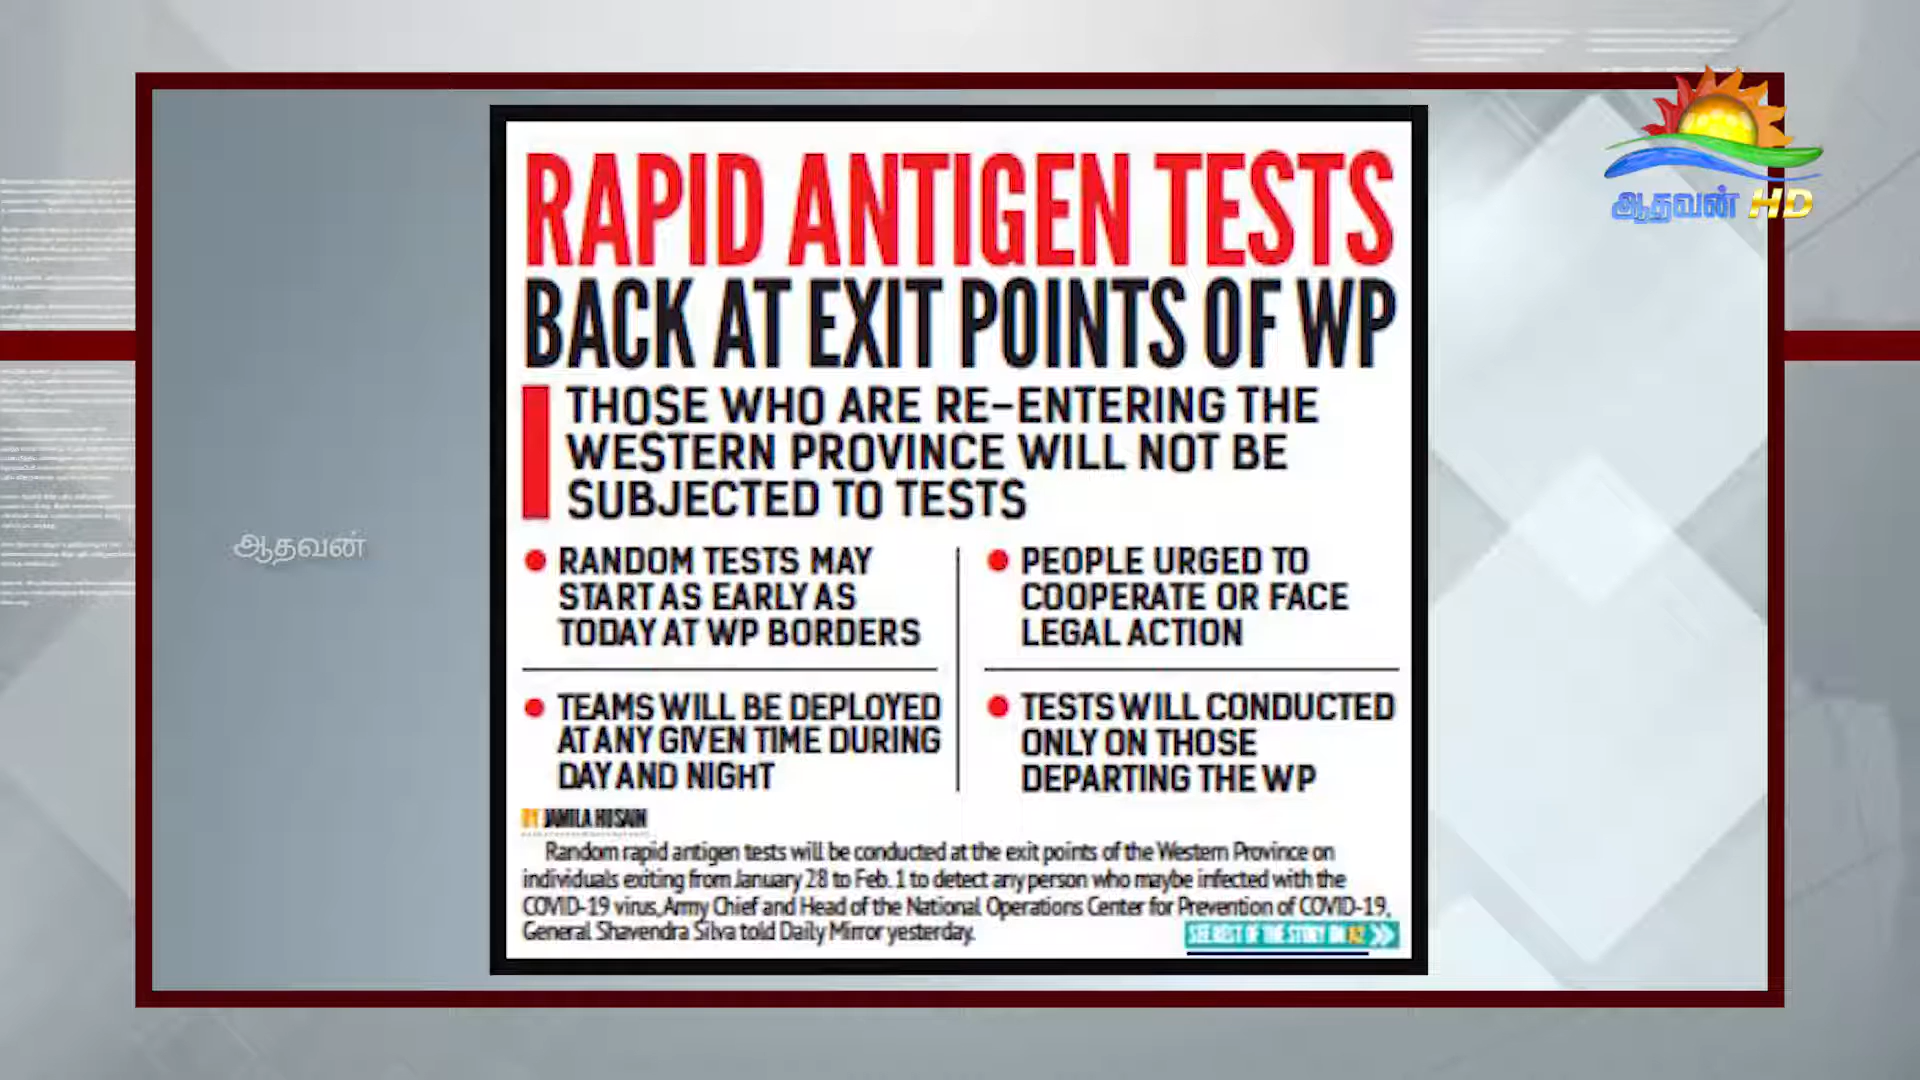 ஆதவன் HD
RAPID ANTIGEN TESTS
BACK AT EXIT POINTS OF WP
THOSE WHO ARE RE-ENTERING THE
WESTERN PROVINCE WILL NOT BE
SUBJECTED TO TESTS
RANDOM TESTS MAY
START AS EARLY AS
TODAY AT WP BORDERS
PEOPLE URGED TO
COOPERATE OR FACE
LEGAL ACTION
TEAMS WILL BE DEPLOYED
AT ANY GIVEN TIME DURING
DAY AND NIGHT
TESTS WILL CONDUCTED
ONLY ON THOSE
DEPARTING THE WP
BY JAMILA HUSAIN
Random rapid antigen tests will be conducted at the exit points of the Western Province on
individuals exiting from January 28 to Feb. 1 to detect any person who maybe infected with the
COVID-19 virus, Army Chief and Head of the National Operations Center for Prevention of COVID-19,
General Shavendra Silva told Daily Mirror yesterday.
SEE REST OF THE STORY ON A2
ஆதவன்